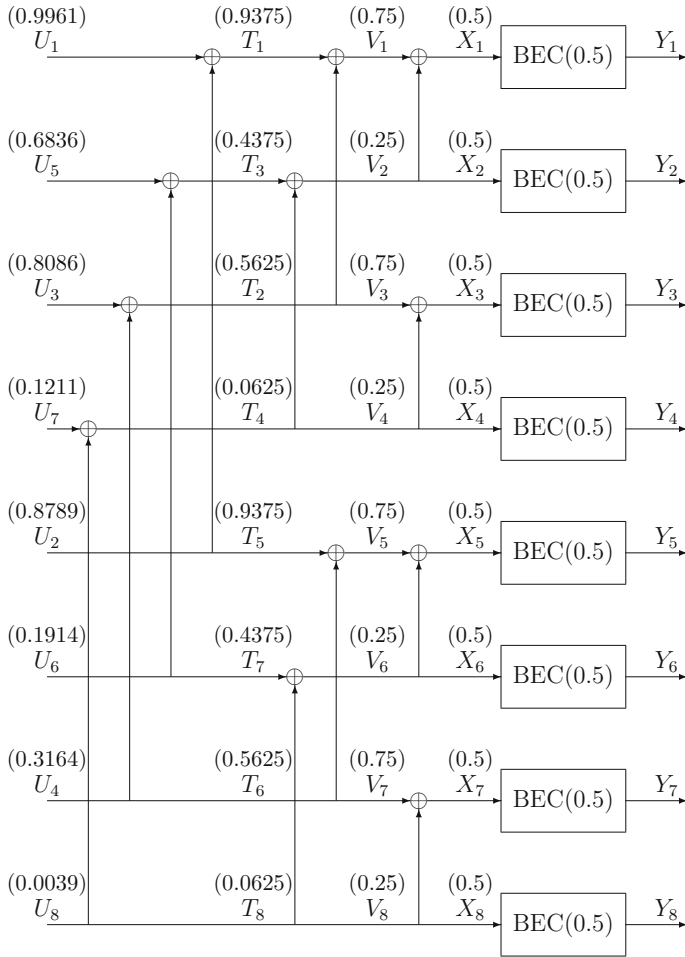 (0.9961) (0.9375) (0.75) (0.5)
U₁ T₁ V₁ X₁ BEC(0.5) Y₁
(0.6836) (0.4375) (0.25) (0.5)
U₅ T₃ V₂ X₂ BEC(0.5) Y₂
(0.8086) (0.5625) (0.75) (0.5)
U₃ T₂ V₃ X₃ BEC(0.5) Y₃
(0.1211) (0.0625) (0.25) (0.5)
U₇ T₄ V₄ X₄ BEC(0.5) Y₄
(0.8789) (0.9375) (0.75) (0.5)
U₂ T₅ V₅ X₅ BEC(0.5) Y₅
(0.1914) (0.4375) (0.25) (0.5)
U₆ T₇ V₆ X₆ BEC(0.5) Y₆
(0.3164) (0.5625) (0.75) (0.5)
U₄ T₆ V₇ X₇ BEC(0.5) Y₇
(0.0039) (0.0625) (0.25) (0.5)
U₈ T₈ V₈ X₈ BEC(0.5) Y₈